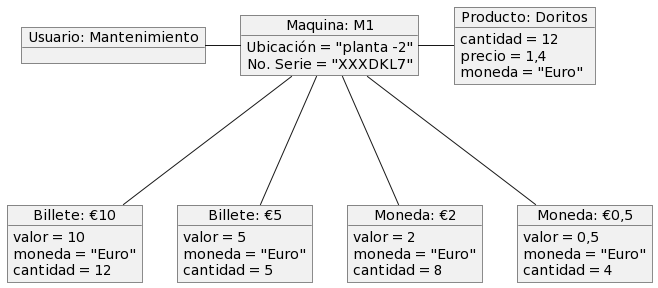 Usuario: Mantenimiento
Maquina: M1
Ubicación = "planta -2"
No. Serie = "XXXDKL7"
Producto: Doritos
cantidad = 12
precio = 1,4
moneda = "Euro"
Billete: €10
valor = 10
moneda = "Euro"
cantidad = 12
Billete: €5
valor = 5
moneda = "Euro"
cantidad = 5
Moneda: €2
valor = 2
moneda = "Euro"
cantidad = 8
Moneda: €0,5
valor = 0,5
moneda = "Euro"
cantidad = 4